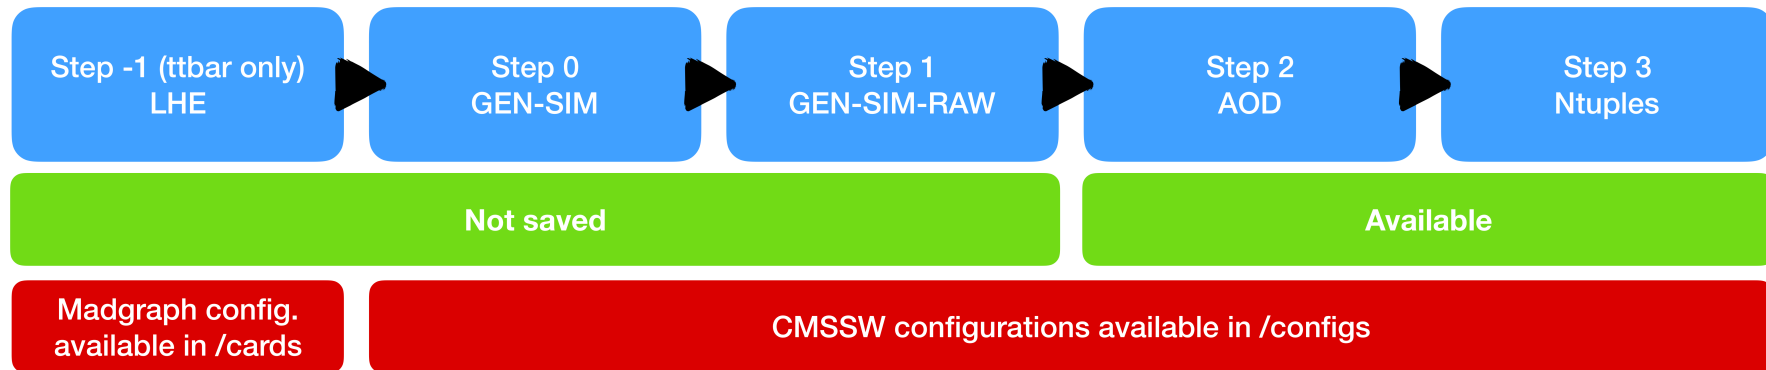 Step -1 (ttbar only)
LHE
Step 0
GEN-SIM
Step 1
GEN-SIM-RAW
Step 2
AOD
Step 3
Ntuples
Not saved
Available
Madgraph config.
available in /cards
CMSSW configurations available in /configs